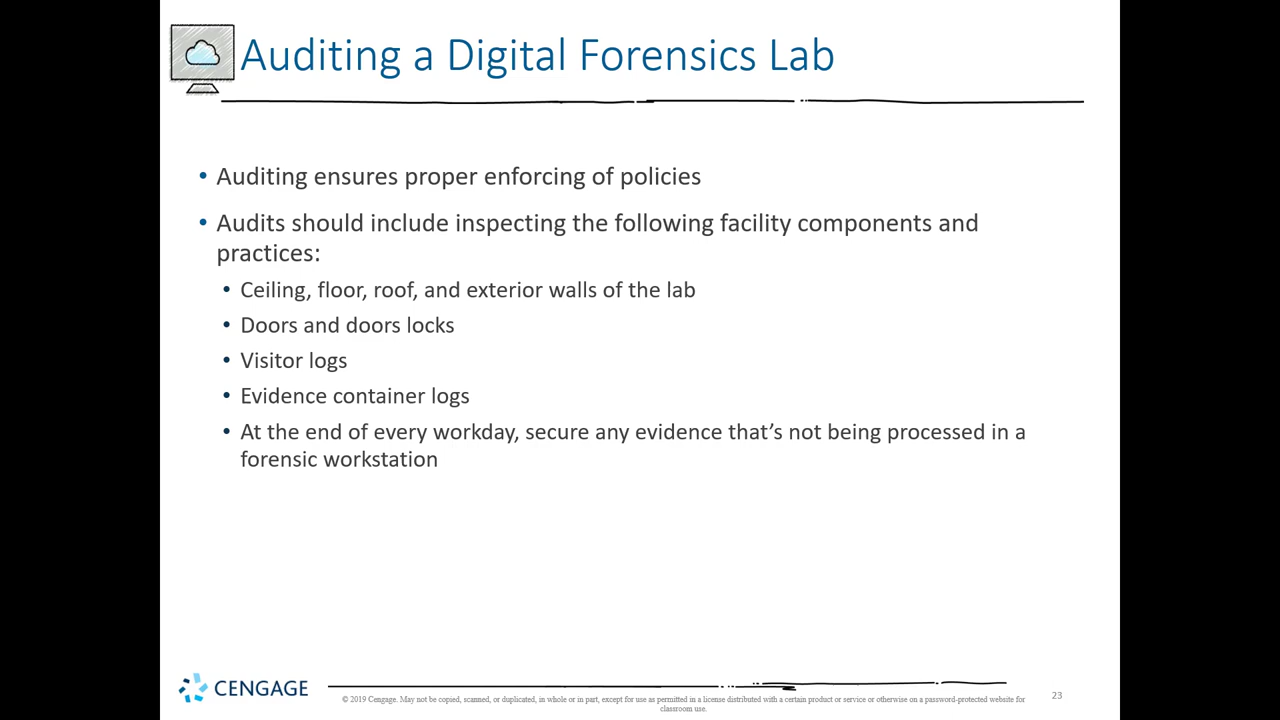 Auditing a Digital Forensics Lab
• Auditing ensures proper enforcing of policies
• Audits should include inspecting the following facility components and
practices:
• Ceiling, floor, roof, and exterior walls of the lab
• Doors and doors locks
• Visitor logs
• Evidence container logs
• At the end of every workday, secure any evidence that’s not being processed in a
forensic workstation
CENGAGE
© 2019 Cengage. May not be copied, scanned, or duplicated, in whole or in part, except for use as permitted in a license distributed with a certain product or service or otherwise on a password-protected website for
classroom use.
23